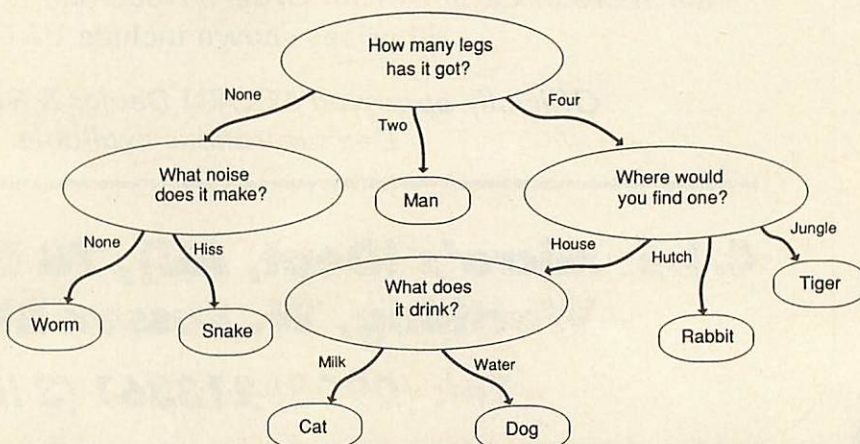 How many legs
has it got?
None
Two
Four
What noise
does it make?
Man
Where would
you find one?
None
Hiss
House
Hutch
Jungle
Worm
Snake
What does
it drink?
Rabbit
Tiger
Milk
Water
Cat
Dog